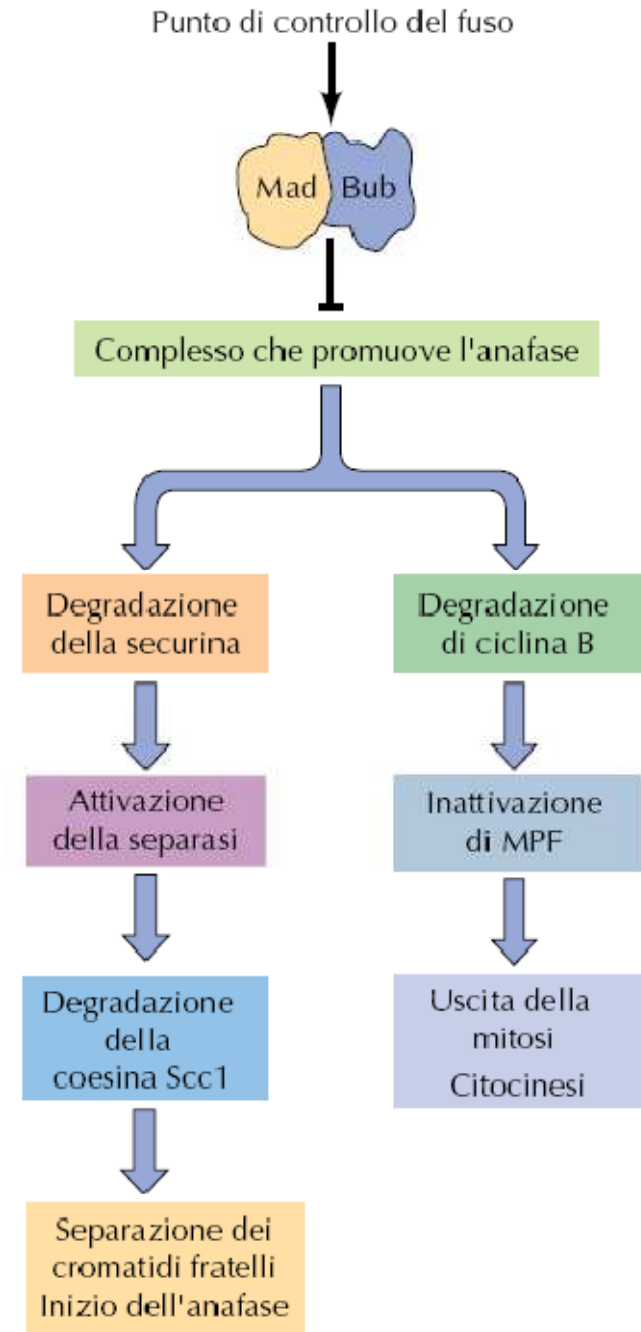 Punto di controllo del fuso
Mad Bub
Complesso che promuove l'anafase
Degradazione
della securina
Degradazione
di ciclina B
Attivazione
della separasi
Inattivazione
di MPF
Degradazione
della
coesina Scc1
Uscita della
mitosi
Citocinesi
Separazione dei
cromatidi fratelli
Inizio dell'anafase